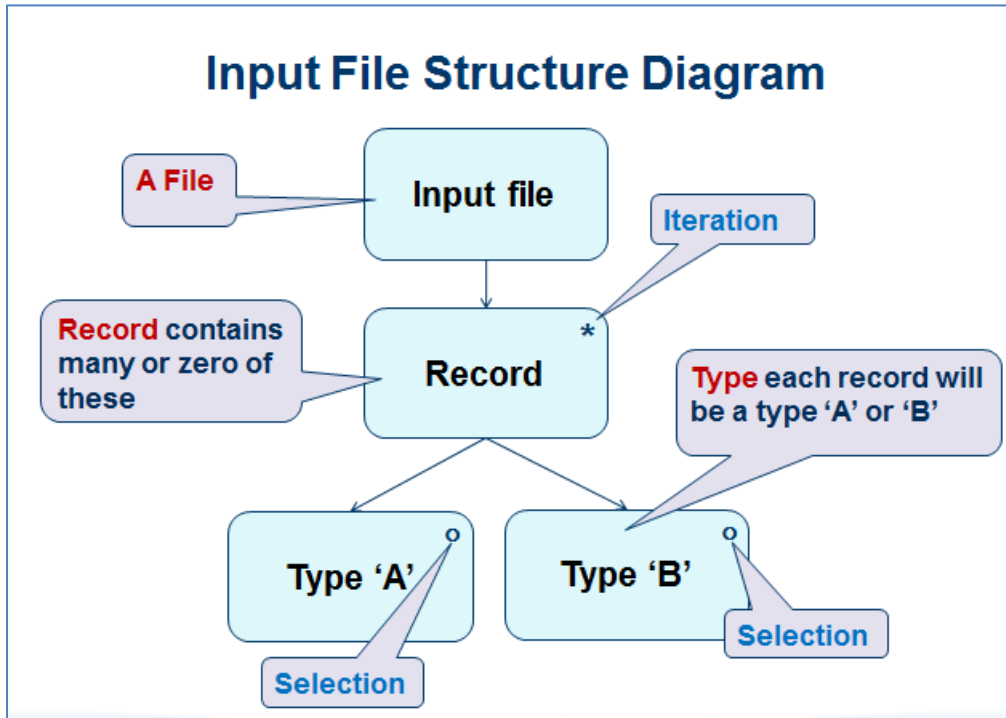 Input File Structure Diagram
A File
Input file
Iteration
Record contains
many or zero of
these
*
Record
Type each record will
be a type ‘A’ or ‘B’
o
Type ‘A’
o
Type ‘B’
Selection
Selection